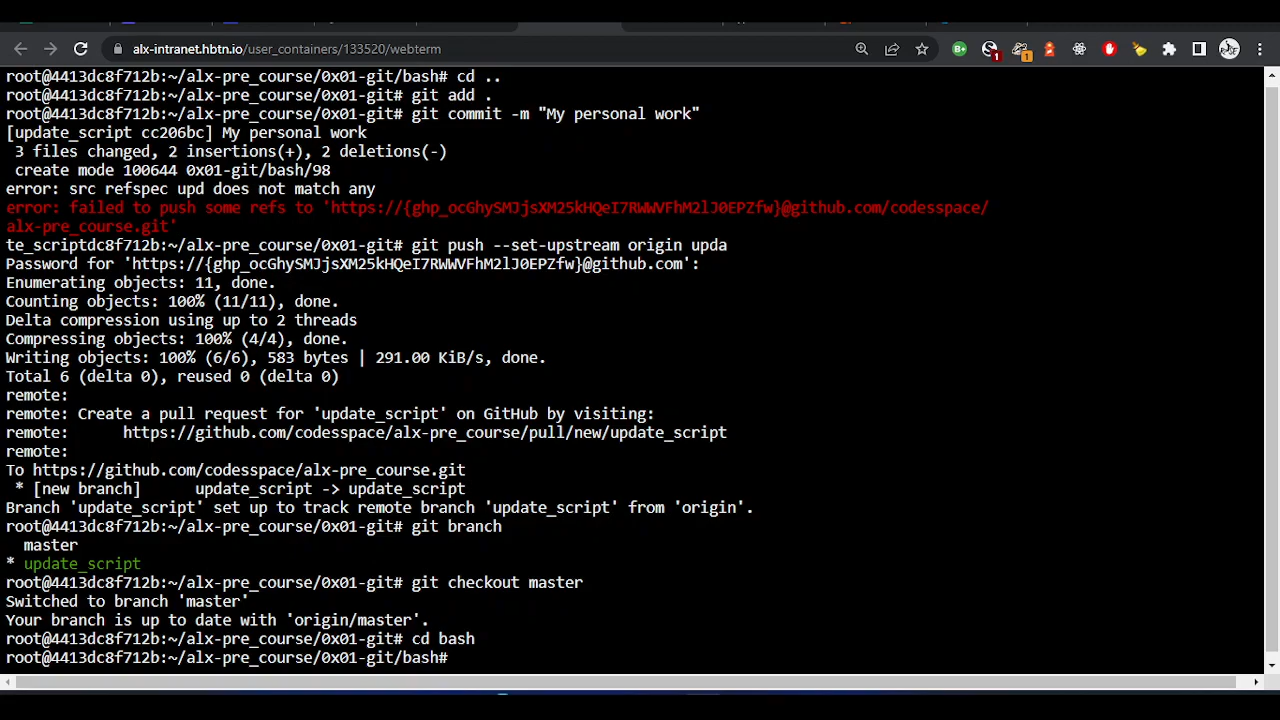 alx-intranet.hbtn.io/user_containers/133520/webterm
1
1
root@4413dc8f712b:~/alx-pre_course/0x01-git/bash# cd ..
root@4413dc8f712b:~/alx-pre_course/0x01-git# git add .
root@4413dc8f712b:~/alx-pre_course/0x01-git# git commit -m "My personal work"
[update_script cc206bc] My personal work
3 files changed, 2 insertions(+), 2 deletions(-)
create mode 100644 0x01-git/bash/98
error: src refspec upd does not match any
error: failed to push some refs to 'https://{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}@github.com/codesspace/
alx-pre_course.git'
te_scriptdc8f712b:~/alx-pre_course/0x01-git# git push --set-upstream origin upda
Password for 'https://{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}@github.com':
Enumerating objects: 11, done.
Counting objects: 100% (11/11), done.
Delta compression using up to 2 threads
Compressing objects: 100% (4/4), done.
Writing objects: 100% (6/6), 583 bytes | 291.00 KiB/s, done.
Total 6 (delta 0), reused 0 (delta 0)
remote:
remote: Create a pull request for 'update_script' on GitHub by visiting:
remote:      https://github.com/codesspace/alx-pre_course/pull/new/update_script
remote:
To https://github.com/codesspace/alx-pre_course.git
* [new branch]      update_script -> update_script
Branch 'update_script' set up to track remote branch 'update_script' from 'origin'.
root@4413dc8f712b:~/alx-pre_course/0x01-git# git branch
master
* update_script
root@4413dc8f712b:~/alx-pre_course/0x01-git# git checkout master
Switched to branch 'master'
Your branch is up to date with 'origin/master'.
root@4413dc8f712b:~/alx-pre_course/0x01-git# cd bash
root@4413dc8f712b:~/alx-pre_course/0x01-git/bash#